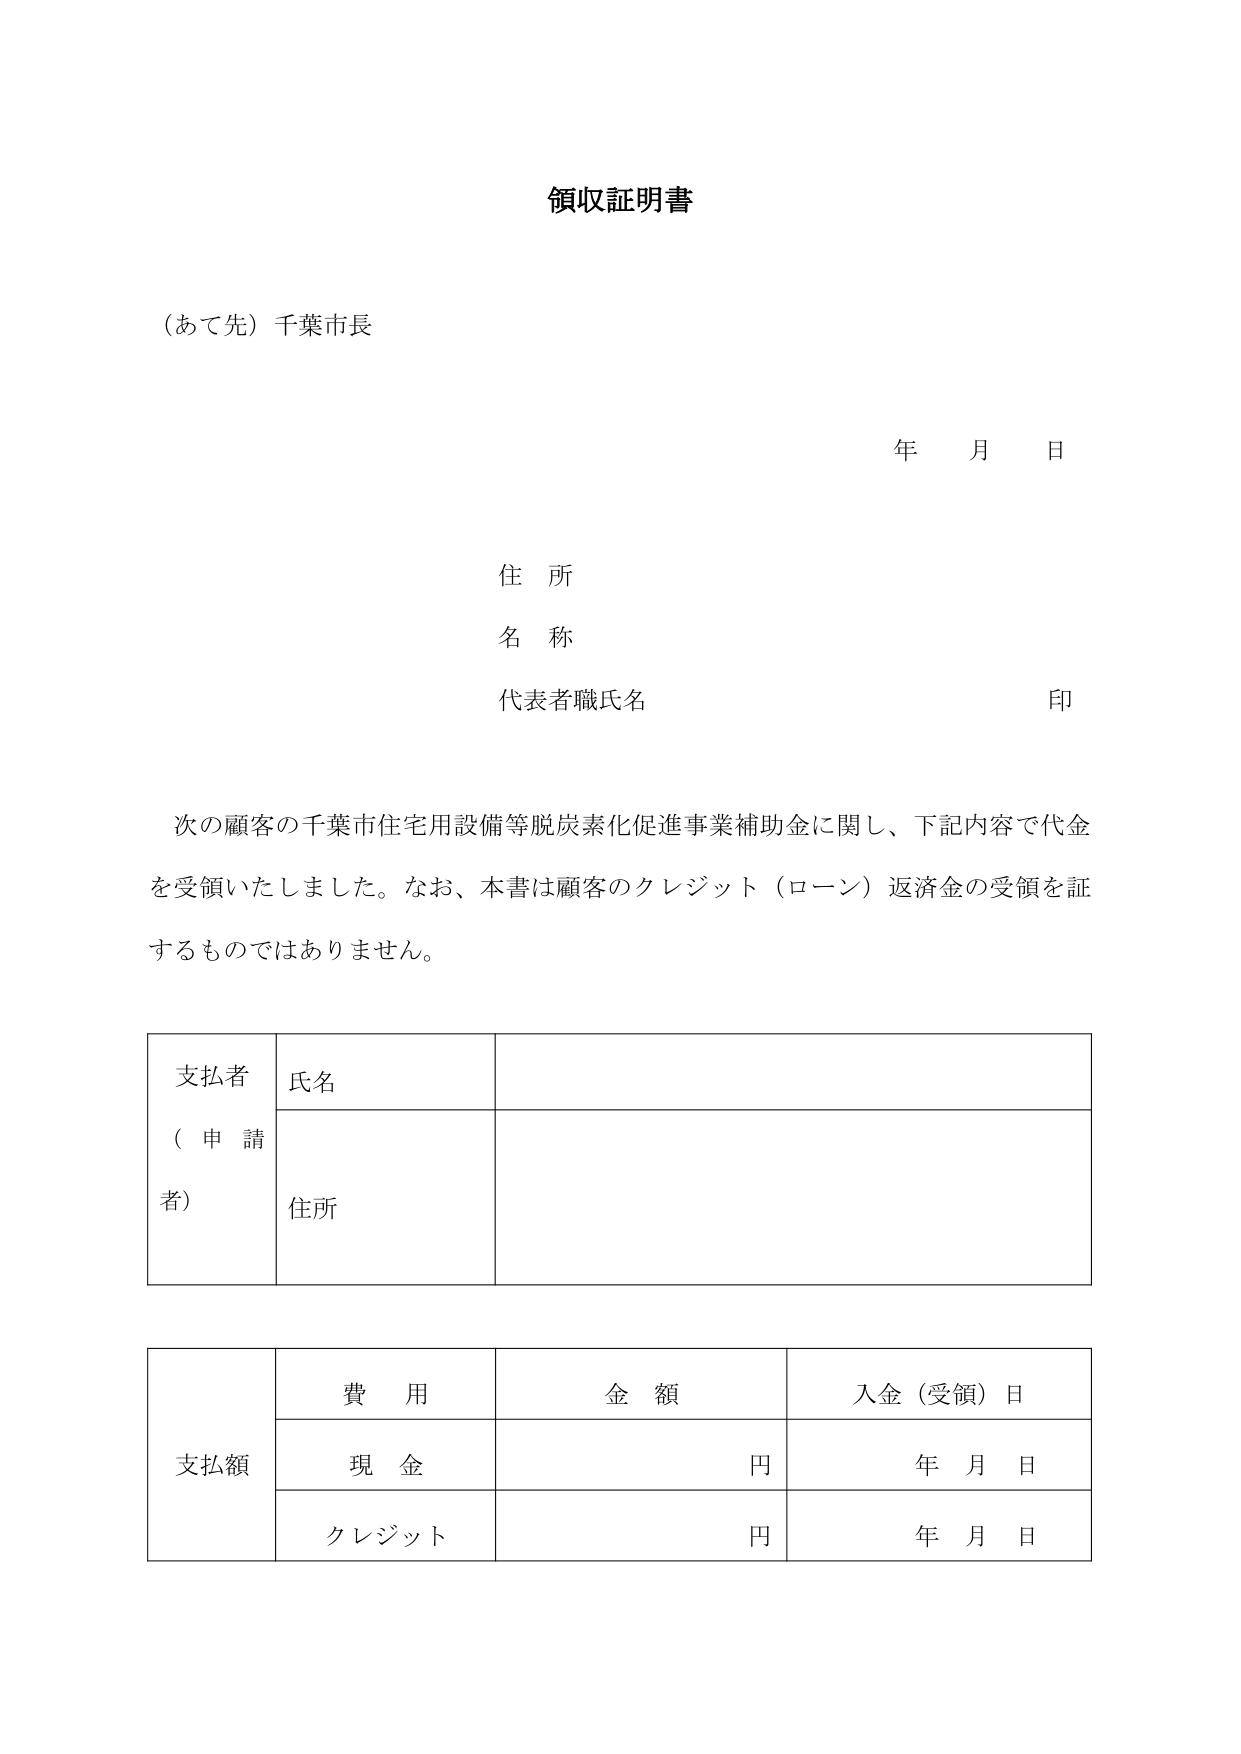 領収証明書
（あて先）千葉市長
年　　月　　日
住　所
名　称
代表者職氏名　　　　　　　　　　　　　　　　印
　次の顧客の千葉市住宅用設備等脱炭素化促進事業補助金に関し、下記内容で代金
を受領いたしました。なお、本書は顧客のクレジット（ローン）返済金の受領を証
するものではありません。
支払者
（申請
者）
氏名
住所
支払額
費　用　金　額　入金（受領）日
現　金　円　年　月　日
クレジット　円　年　月　日